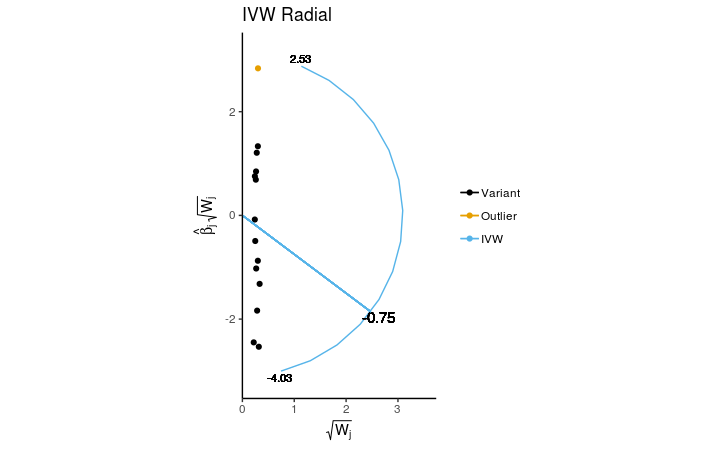 IVW Radial
2.53
2
0
-2
β̂j√Wj
-0.75
-4.03
0 1 2 3
√Wj
Variant
Outlier
IVW